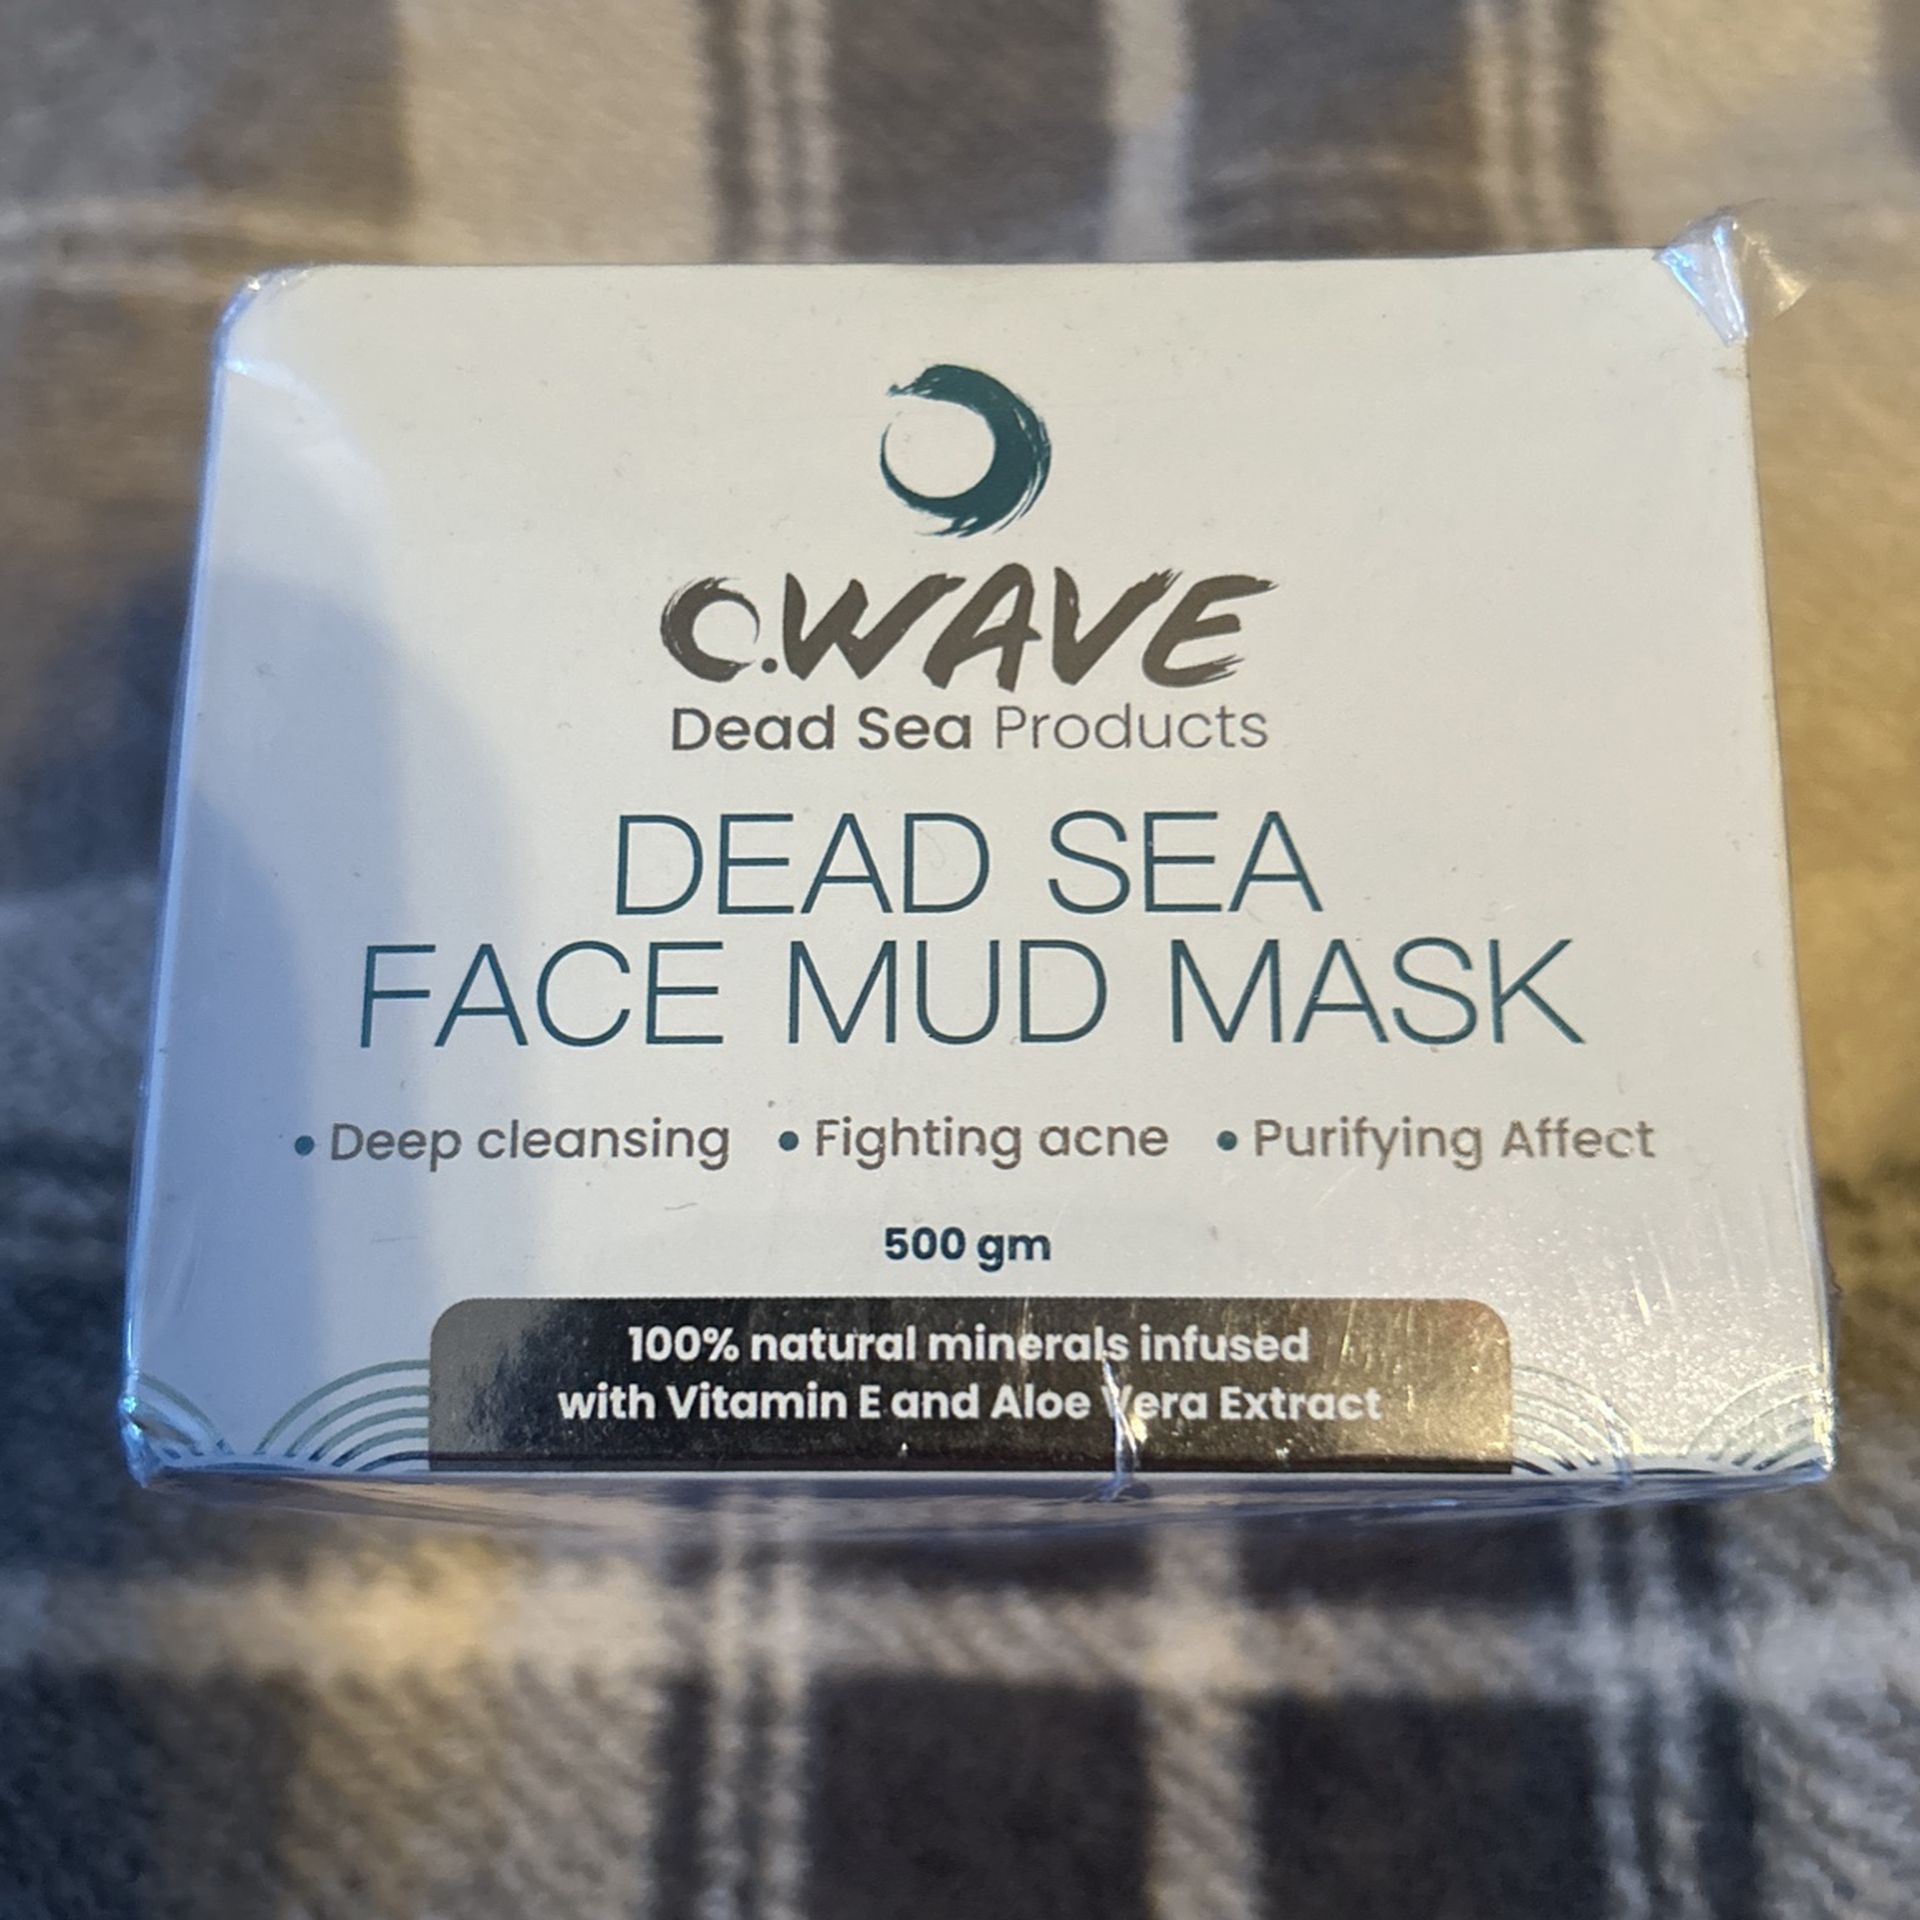 O.WAVE
Dead Sea Products
DEAD SEA
FACE MUD MASK
• Deep cleansing • Fighting acne • Purifying Affect
500 gm
100% natural minerals infused
with Vitamin E and Aloe Vera Extract